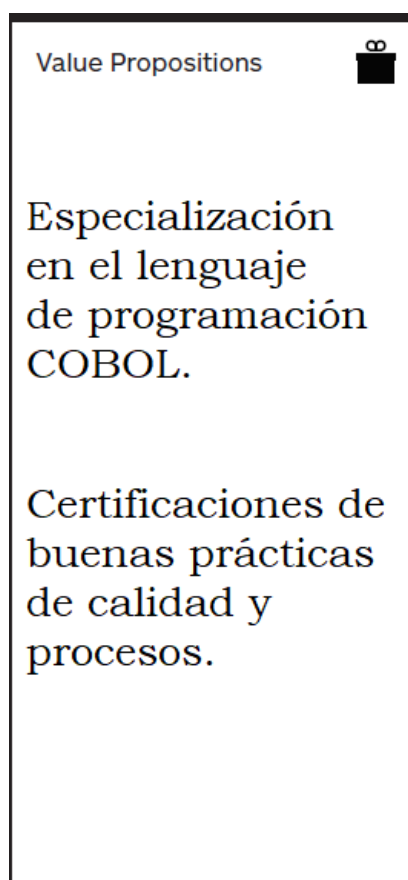 Value Propositions
Especialización
en el lenguaje
de programación
COBOL.
Certificaciones de
buenas prácticas
de calidad y
procesos.